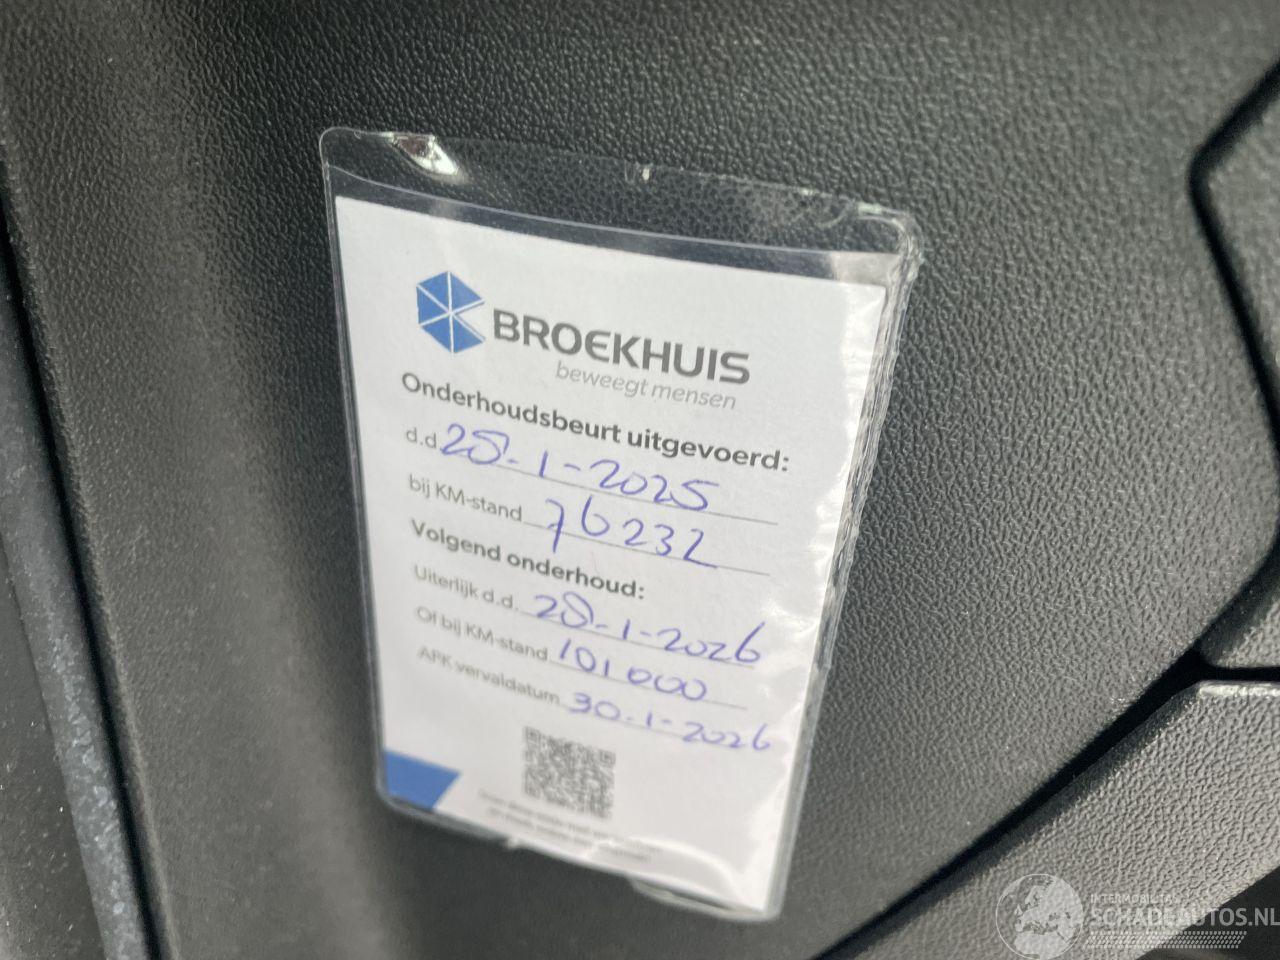 BROEKHUIS
beweegt mensen
Onderhoudsbeurt uitgevoerd:
d.d. 28-1-2025
bij KM-stand 76232
Volgend onderhoud:
Uiterlijk d.d. 28-1-2026
Of bij KM-stand 101000
APK vervaldatum 30-1-2026
INTERMOBILITAS
SCHADEAUTOS.NL